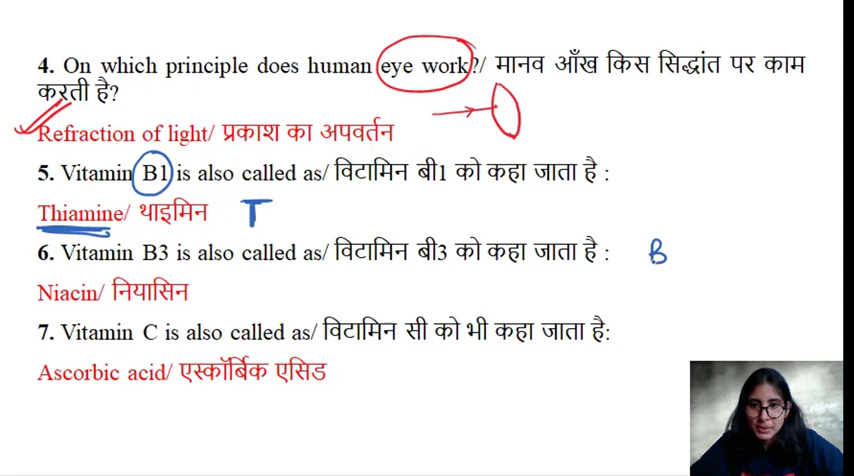 4. On which principle does human eye work?/ मानव आँख किस सिद्धांत पर काम
करती है?
Refraction of light/ प्रकाश का अपवर्तन
5. Vitamin B1 is also called as/ विटामिन बी1 को कहा जाता है :
Thiamine/ थाइमिन T
6. Vitamin B3 is also called as/ विटामिन बी3 को कहा जाता है : B
Niacin/ नियासिन
7. Vitamin C is also called as/ विटामिन सी को भी कहा जाता है:
Ascorbic acid/ एस्कॉर्बिक एसिड